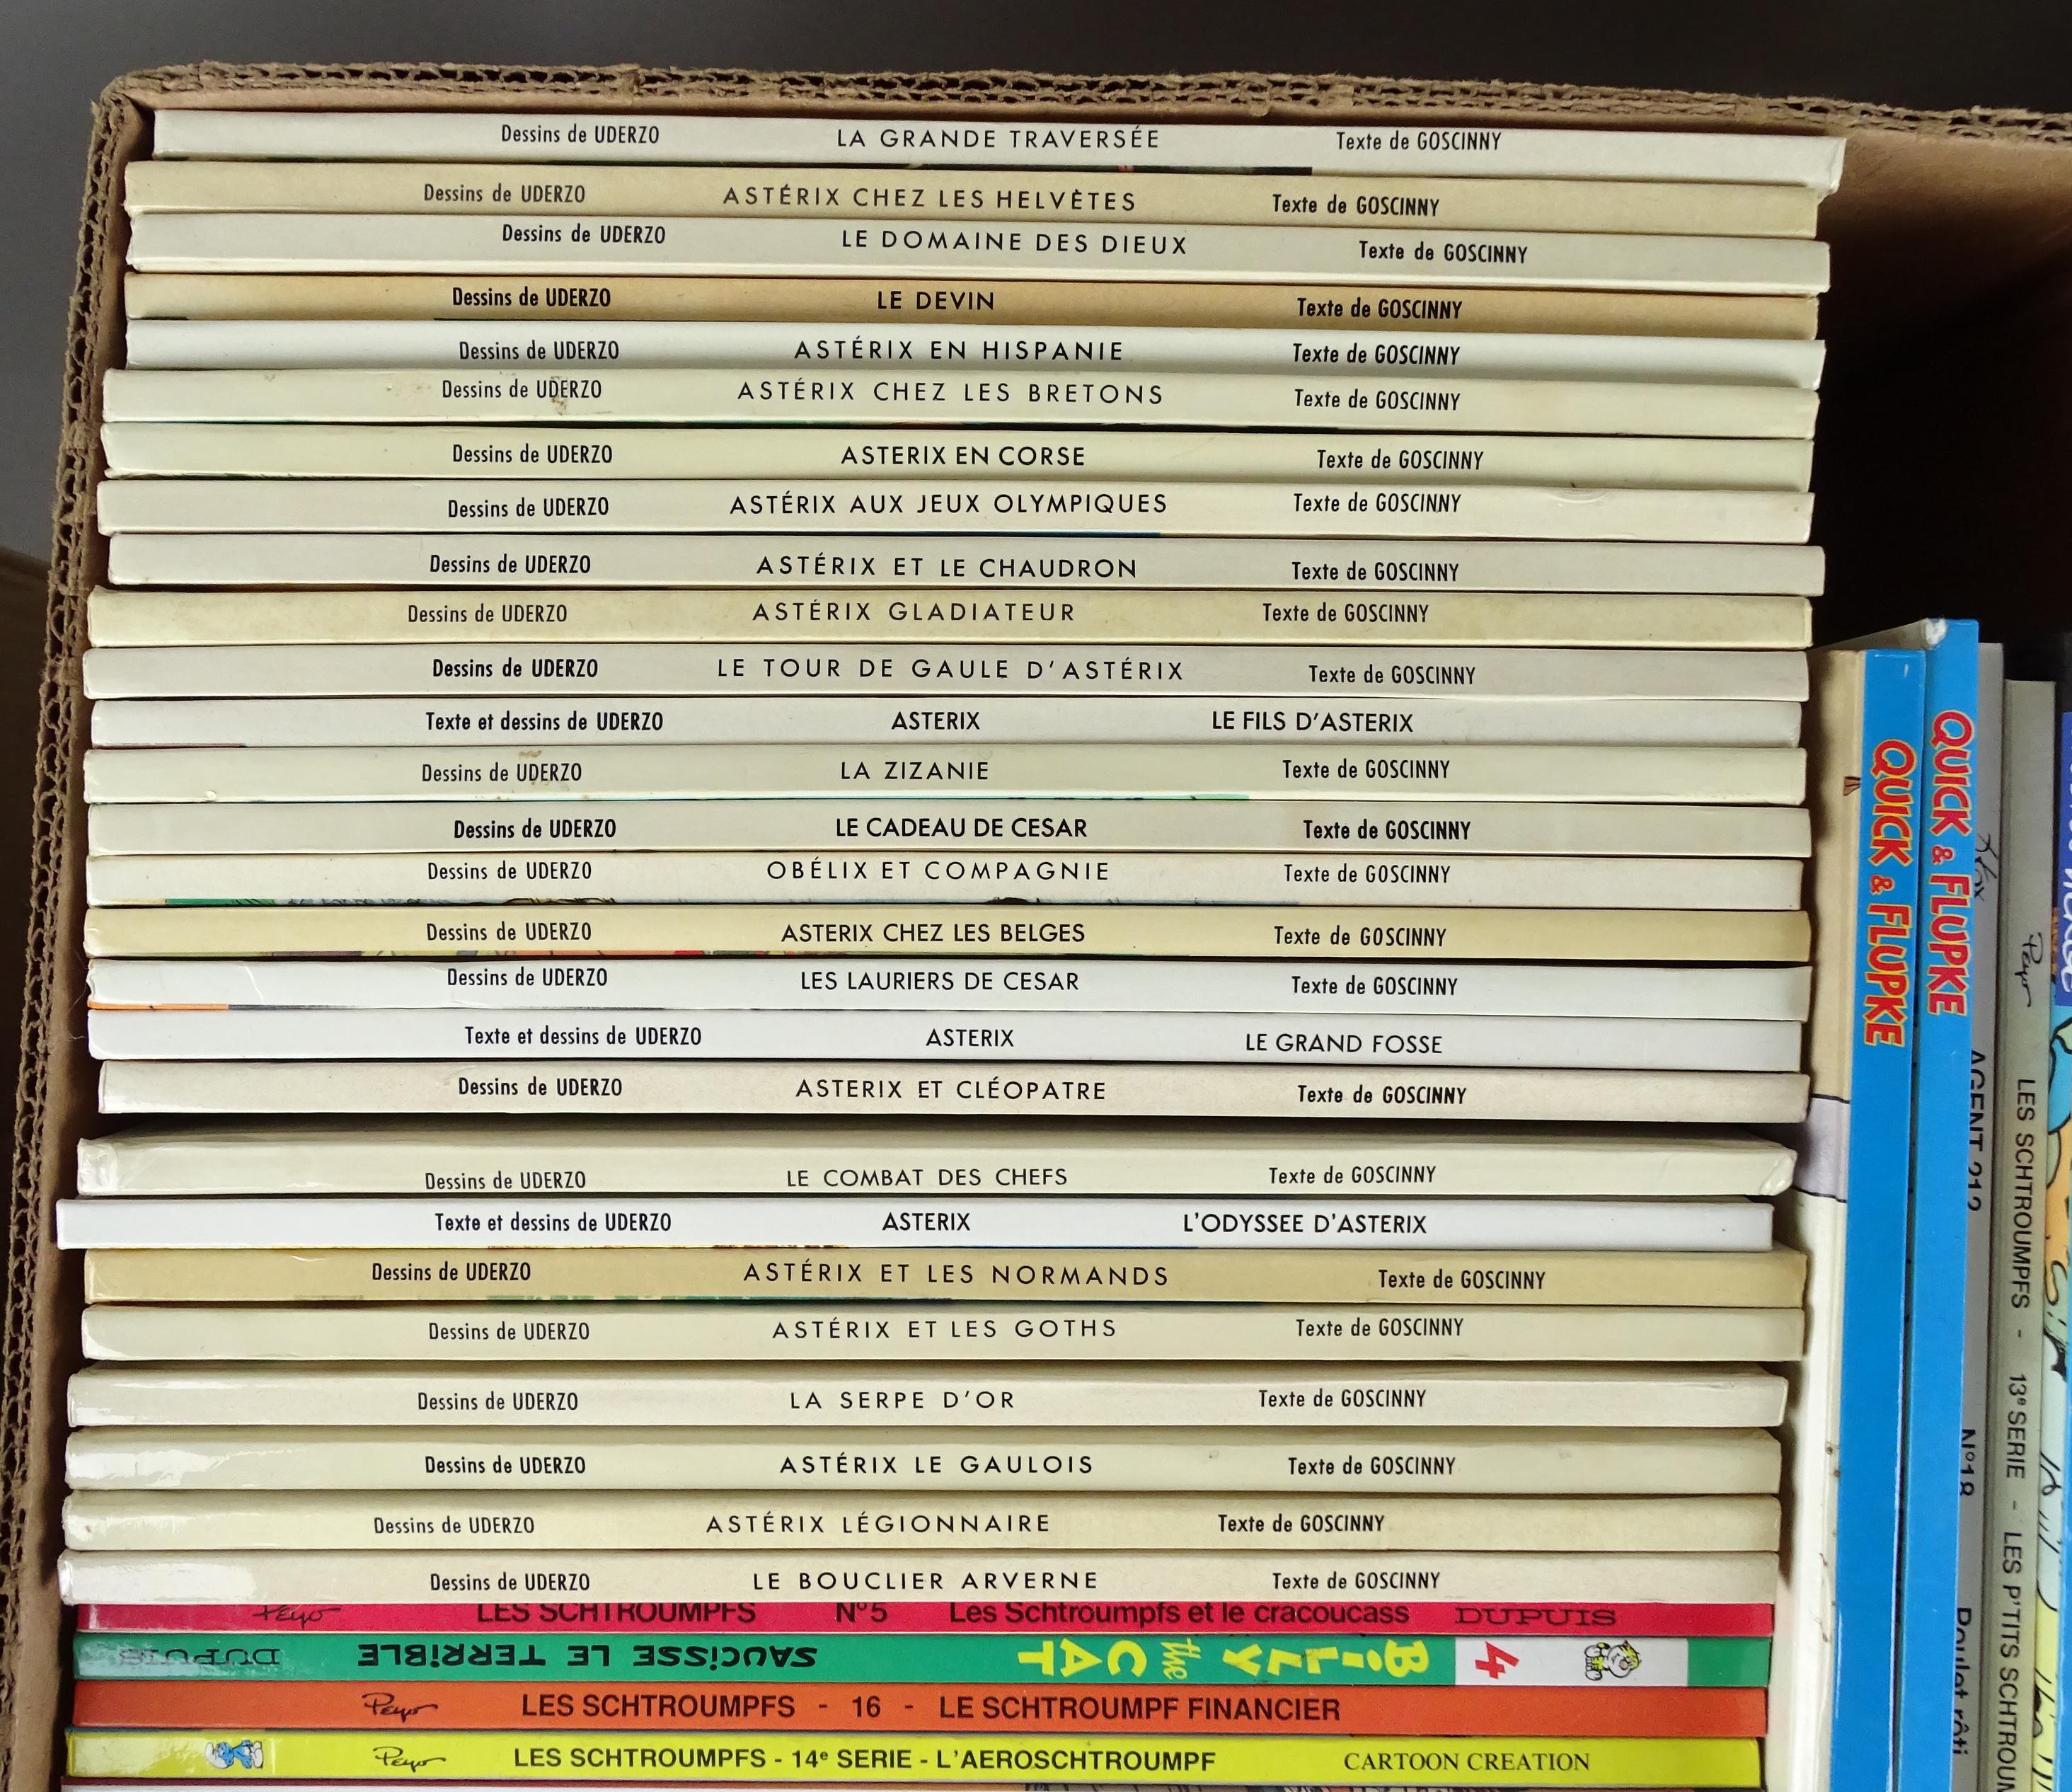 Dessins de UDERZO LA GRANDE TRAVERSÉE Texte de GOSCINNY
Dessins de UDERZO ASTÉRIX CHEZ LES HELVÈTES Texte de GOSCINNY
Dessins de UDERZO LE DOMAINE DES DIEUX Texte de GOSCINNY
Dessins de UDERZO LE DEVIN Texte de GOSCINNY
Dessins de UDERZO ASTÉRIX EN HISPANIE Texte de GOSCINNY
Dessins de UDERZO ASTÉRIX CHEZ LES BRETONS Texte de GOSCINNY
Dessins de UDERZO ASTERIX EN CORSE Texte de GOSCINNY
Dessins de UDERZO ASTÉRIX AUX JEUX OLYMPIQUES Texte de GOSCINNY
Dessins de UDERZO ASTÉRIX ET LE CHAUDRON Texte de GOSCINNY
Dessins de UDERZO ASTÉRIX GLADIATEUR Texte de GOSCINNY
Dessins de UDERZO LE TOUR DE GAULE D'ASTÉRIX Texte de GOSCINNY
Texte et dessins de UDERZO ASTERIX LE FILS D'ASTERIX
Dessins de UDERZO LA ZIZANIE Texte de GOSCINNY
Dessins de UDERZO LE CADEAU DE CESAR Texte de GOSCINNY
Dessins de UDERZO OBÉLIX ET COMPAGNIE Texte de GOSCINNY
Dessins de UDERZO ASTERIX CHEZ LES BELGES Texte de GOSCINNY
Dessins de UDERZO LES LAURIERS DE CESAR Texte de GOSCINNY
Texte et dessins de UDERZO ASTERIX LE GRAND FOSSE
Dessins de UDERZO ASTERIX ET CLÉOPATRE Texte de GOSCINNY
Dessins de UDERZO LE COMBAT DES CHEFS Texte de GOSCINNY
Texte et dessins de UDERZO ASTERIX L'ODYSSEE D'ASTERIX
Dessins de UDERZO ASTÉRIX ET LES NORMANDS Texte de GOSCINNY
Dessins de UDERZO ASTÉRIX ET LES GOTHS Texte de GOSCINNY
Dessins de UDERZO LA SERPE D'OR Texte de GOSCINNY
Dessins de UDERZO ASTÉRIX LE GAULOIS Texte de GOSCINNY
Dessins de UDERZO ASTÉRIX LÉGIONNAIRE Texte de GOSCINNY
Dessins de UDERZO LE BOUCLIER ARVERNE Texte de GOSCINNY
Peyo LES SCHTROUMPFS N°5 Les Schtroumpfs et le cracoucass DUPUIS
4 BILLY the CAT SAUCISSE LE TERRIBLE DUPUIS
Peyo LES SCHTROUMPFS - 16 - LE SCHTROUMPF FINANCIER
Peyo LES SCHTROUMPFS - 14e SERIE - L'AEROSCHTROUMPF CARTOON CREATION
QUICK & FLUPKE
QUICK & FLUPKE
AGENT 212 N°18 Poulet rôti
Peyo LES SCHTROUMPFS - 13e SERIE - LES P'TITS SCHTROUM